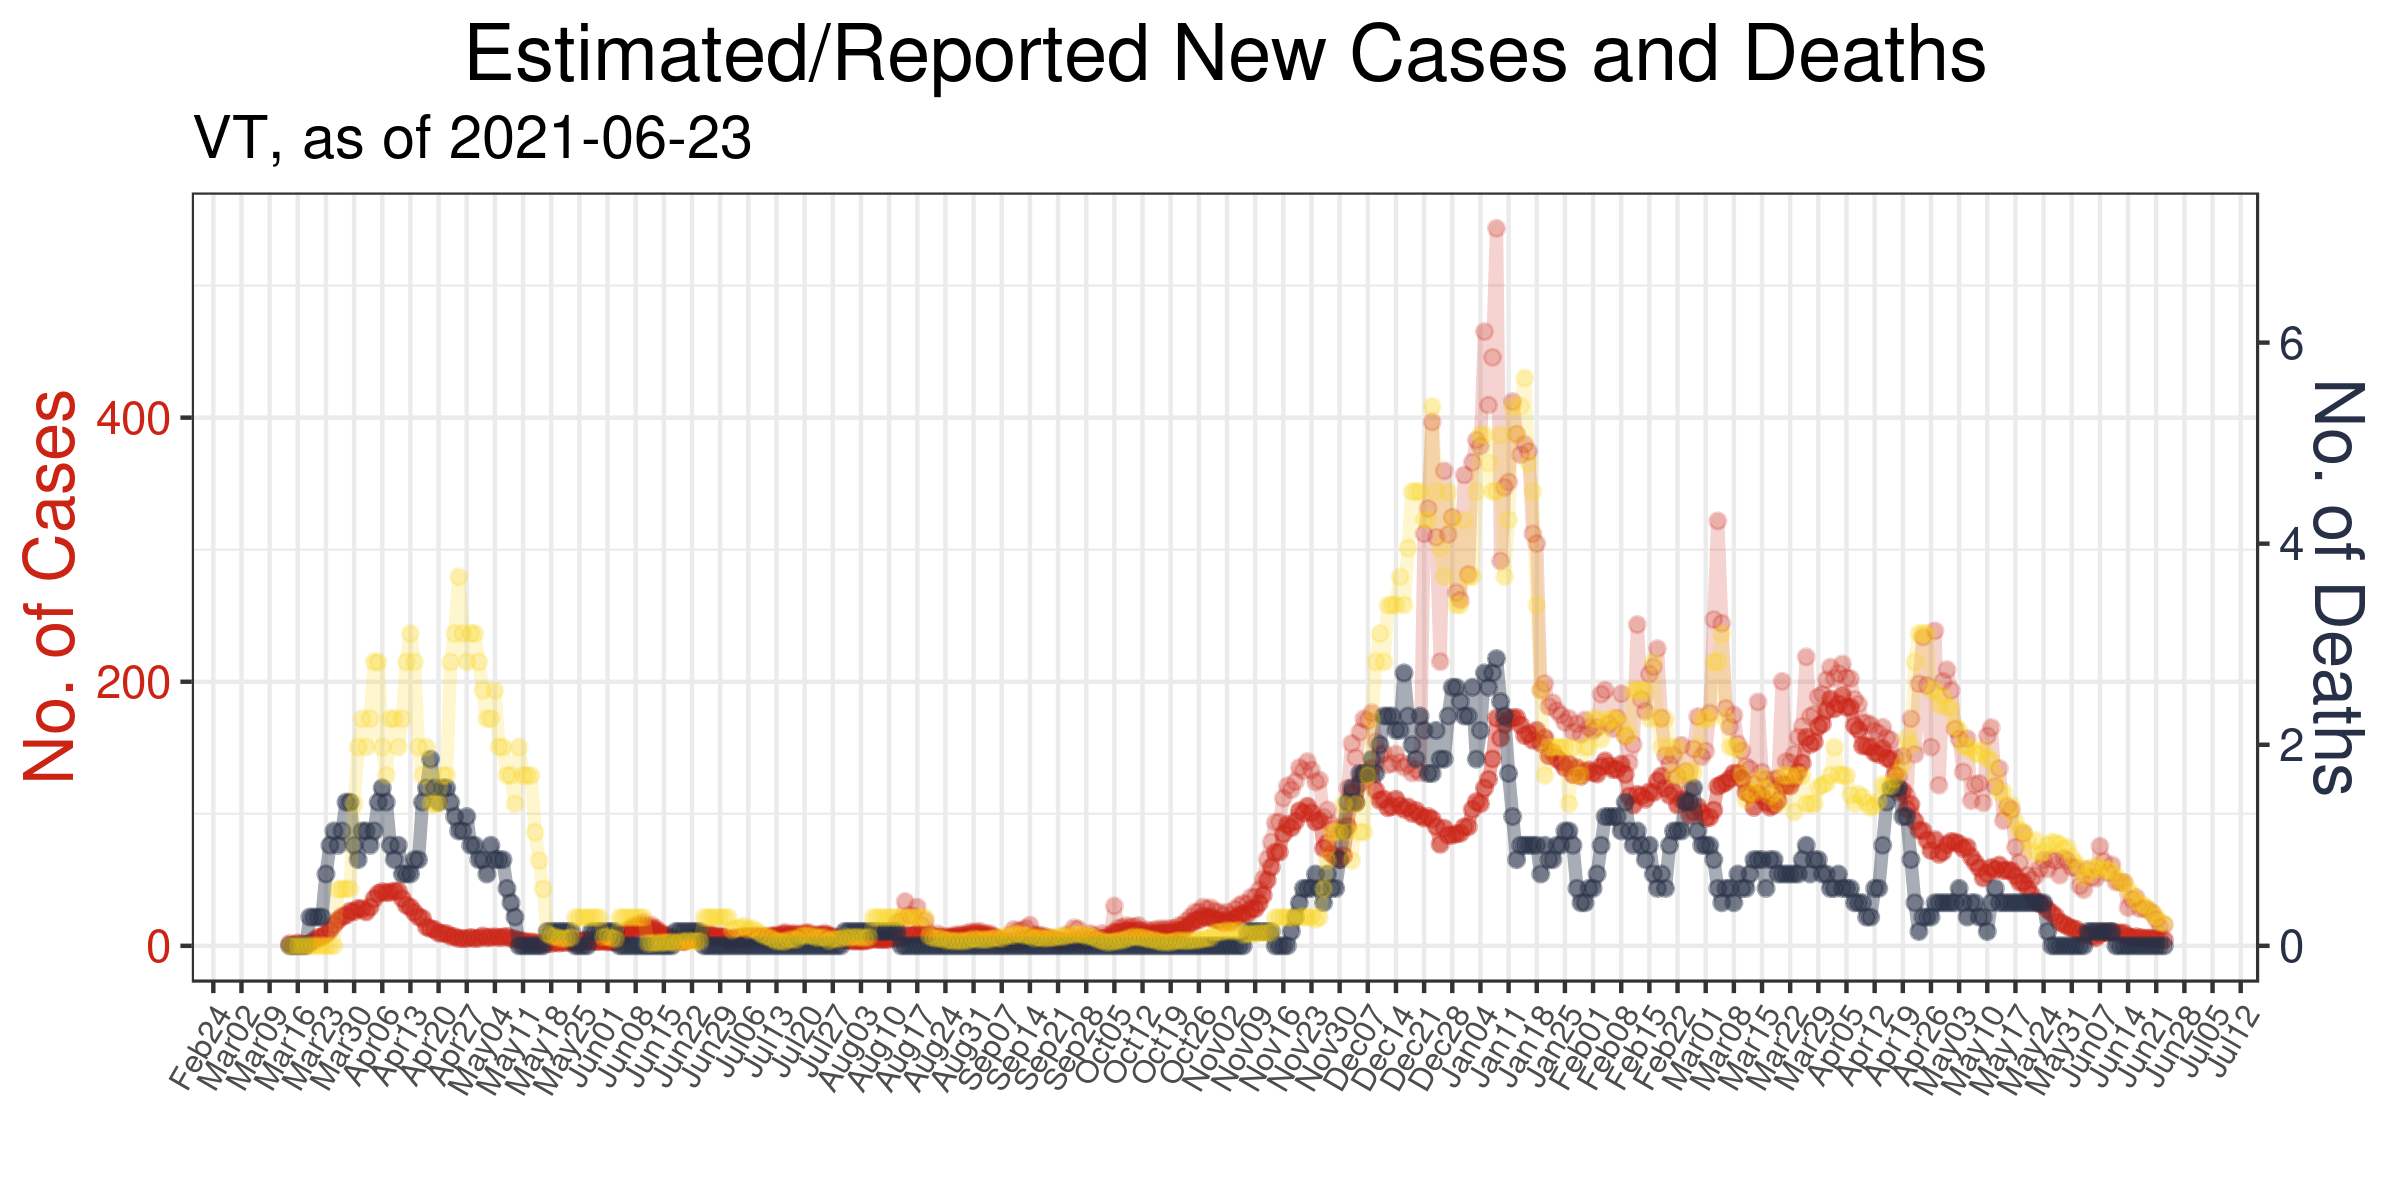 Estimated/Reported New Cases and Deaths
VT, as of 2021-06-23
No. of Cases
400
200
0
6
4
2
0
No. of Deaths
Feb24
Mar02
Mar09
Mar16
Mar23
Mar30
Apr06
Apr13
Apr20
Apr27
May04
May11
May18
May25
Jun01
Jun08
Jun15
Jun22
Jun29
Jul06
Jul13
Jul20
Jul27
Aug03
Aug10
Aug17
Aug24
Aug31
Sep07
Sep14
Sep21
Sep28
Oct05
Oct12
Oct19
Oct26
Nov02
Nov09
Nov16
Nov23
Nov30
Dec07
Dec14
Dec21
Dec28
Jan04
Jan11
Jan18
Jan25
Feb01
Feb08
Feb15
Feb22
Mar01
Mar08
Mar15
Mar22
Mar29
Apr05
Apr12
Apr19
Apr26
May03
May10
May17
May24
May31
Jun07
Jun14
Jun21
Jun28
Jul05
Jul12